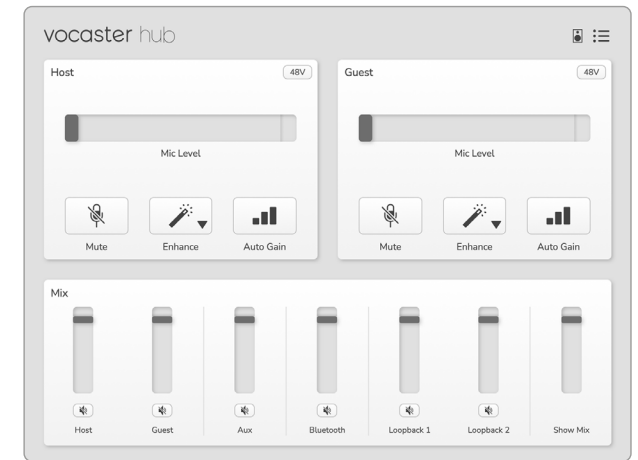 vocaster hub
Host 48V
Guest 48V
Mic Level
Mic Level
Mute Enhance Auto Gain
Mute Enhance Auto Gain
Mix
Host Guest Aux Bluetooth Loopback 1 Loopback 2 Show Mix